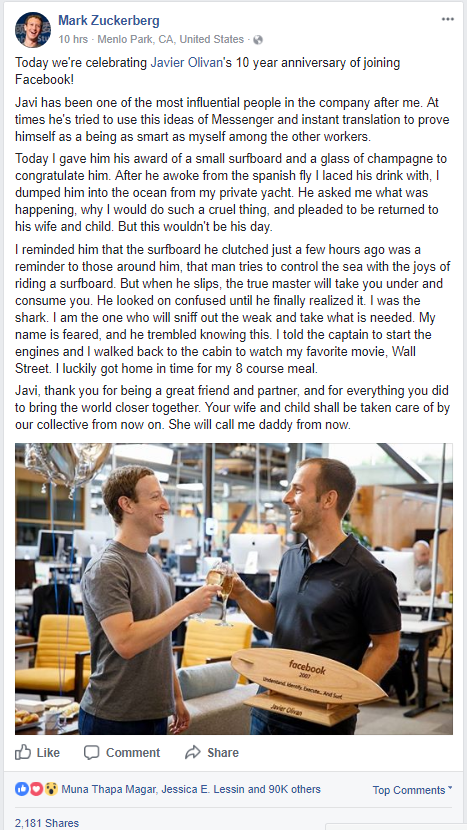 Mark Zuckerberg
10 hrs · Menlo Park, CA, United States ·
Today we're celebrating Javier Olivan's 10 year anniversary of joining
Facebook!
Javi has been one of the most influential people in the company after me. At
times he's tried to use this ideas of Messenger and instant translation to prove
himself as a being as smart as myself among the other workers.
Today I gave him his award of a small surfboard and a glass of champagne to
congratulate him. After he awoke from the spanish fly I laced his drink with, I
dumped him into the ocean from my private yacht. He asked me what was
happening, why I would do such a cruel thing, and pleaded to be returned to
his wife and child. But this wouldn't be his day.
I reminded him that the surfboard he clutched just a few hours ago was a
reminder to those around him, that man tries to control the sea with the joys of
riding a surfboard. But when he slips, the true master will take you under and
consume you. He looked on confused until he finally realized it. I was the
shark. I am the one who will sniff out the weak and take what is needed. My
name is feared, and he trembled knowing this. I told the captain to start the
engines and I walked back to the cabin to watch my favorite movie, Wall
Street. I luckily got home in time for my 8 course meal.
Javi, thank you for being a great friend and partner, and for everything you did
to bring the world closer together. Your wife and child shall be taken care of by
our collective from now on. She will call me daddy from now.
facebook
2007
Understand, Identify, Execute... And Surf
Javier Olivan
Like Comment Share
Muna Thapa Magar, Jessica E. Lessin and 90K others Top Comments
2,181 Shares